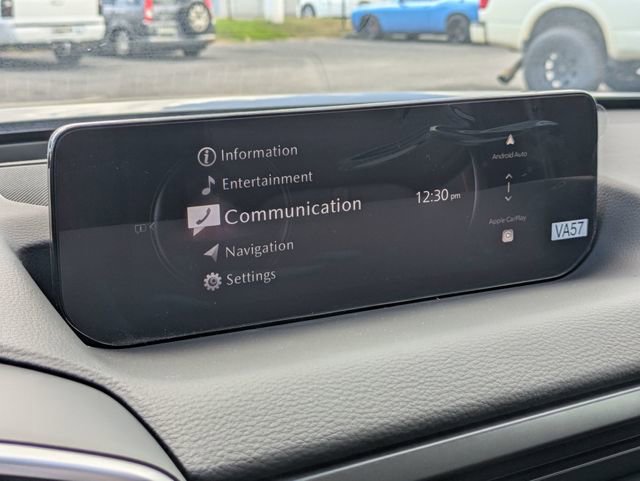 Information
Entertainment
Communication
Navigation
Settings
12:30 pm
Android Auto
Apple CarPlay
VA57